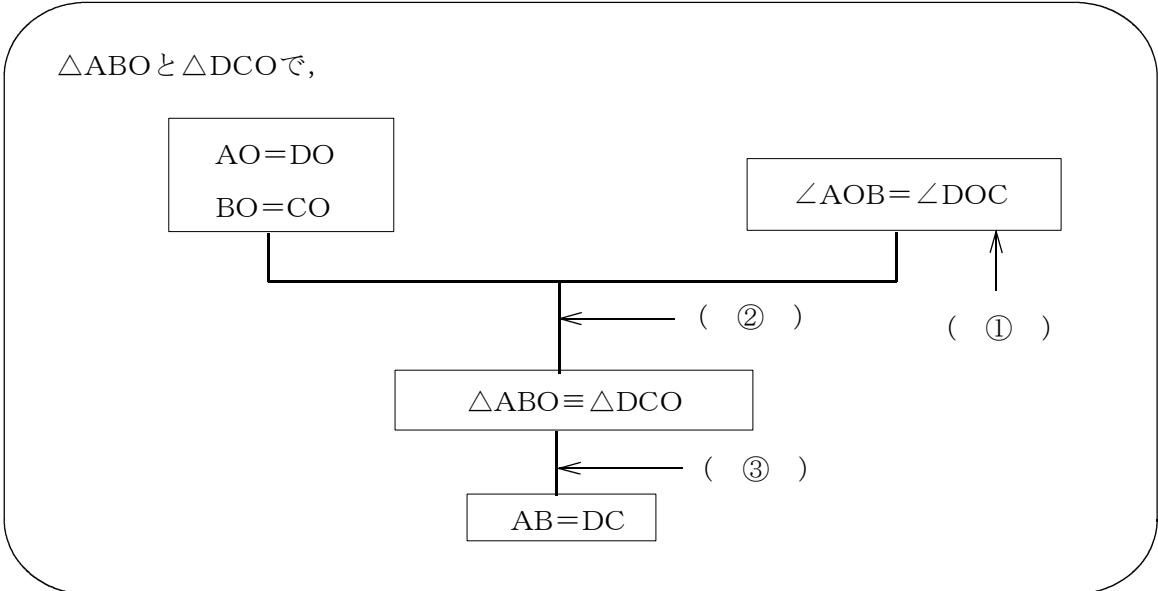 △ABOと△DCOで，
AO＝DO
BO＝CO
∠AOB＝∠DOC
（　②　）
（　①　）
△ABO≡△DCO
（　③　）
AB＝DC